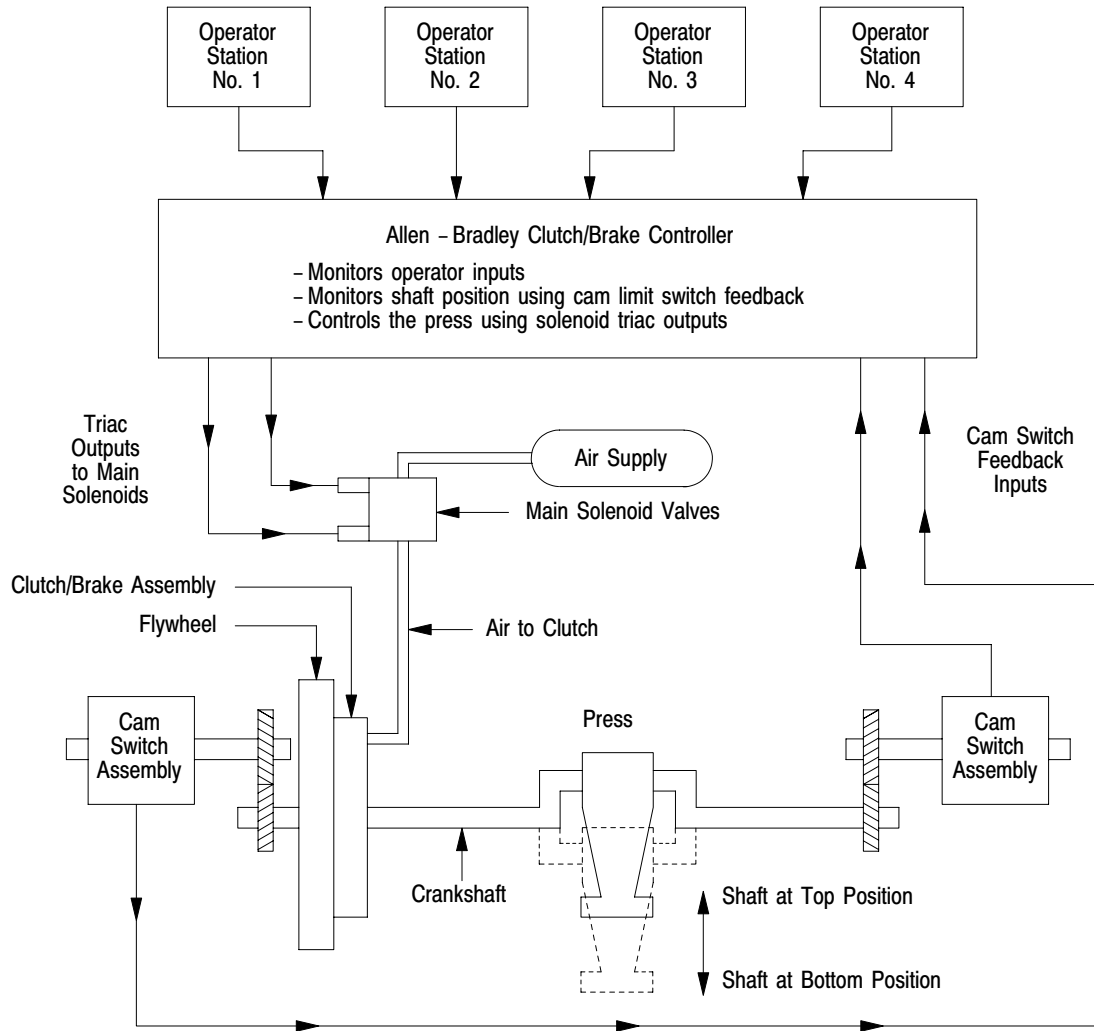 Operator
Station
No. 1
Operator
Station
No. 2
Operator
Station
No. 3
Operator
Station
No. 4
Allen – Bradley Clutch/Brake Controller
– Monitors operator inputs
– Monitors shaft position using cam limit switch feedback
– Controls the press using solenoid triac outputs
Triac
Outputs
to Main
Solenoids
Air Supply
Cam Switch
Feedback
Inputs
Main Solenoid Valves
Clutch/Brake Assembly
Flywheel
Air to Clutch
Cam
Switch
Assembly
Press
Cam
Switch
Assembly
Crankshaft
Shaft at Top Position
Shaft at Bottom Position